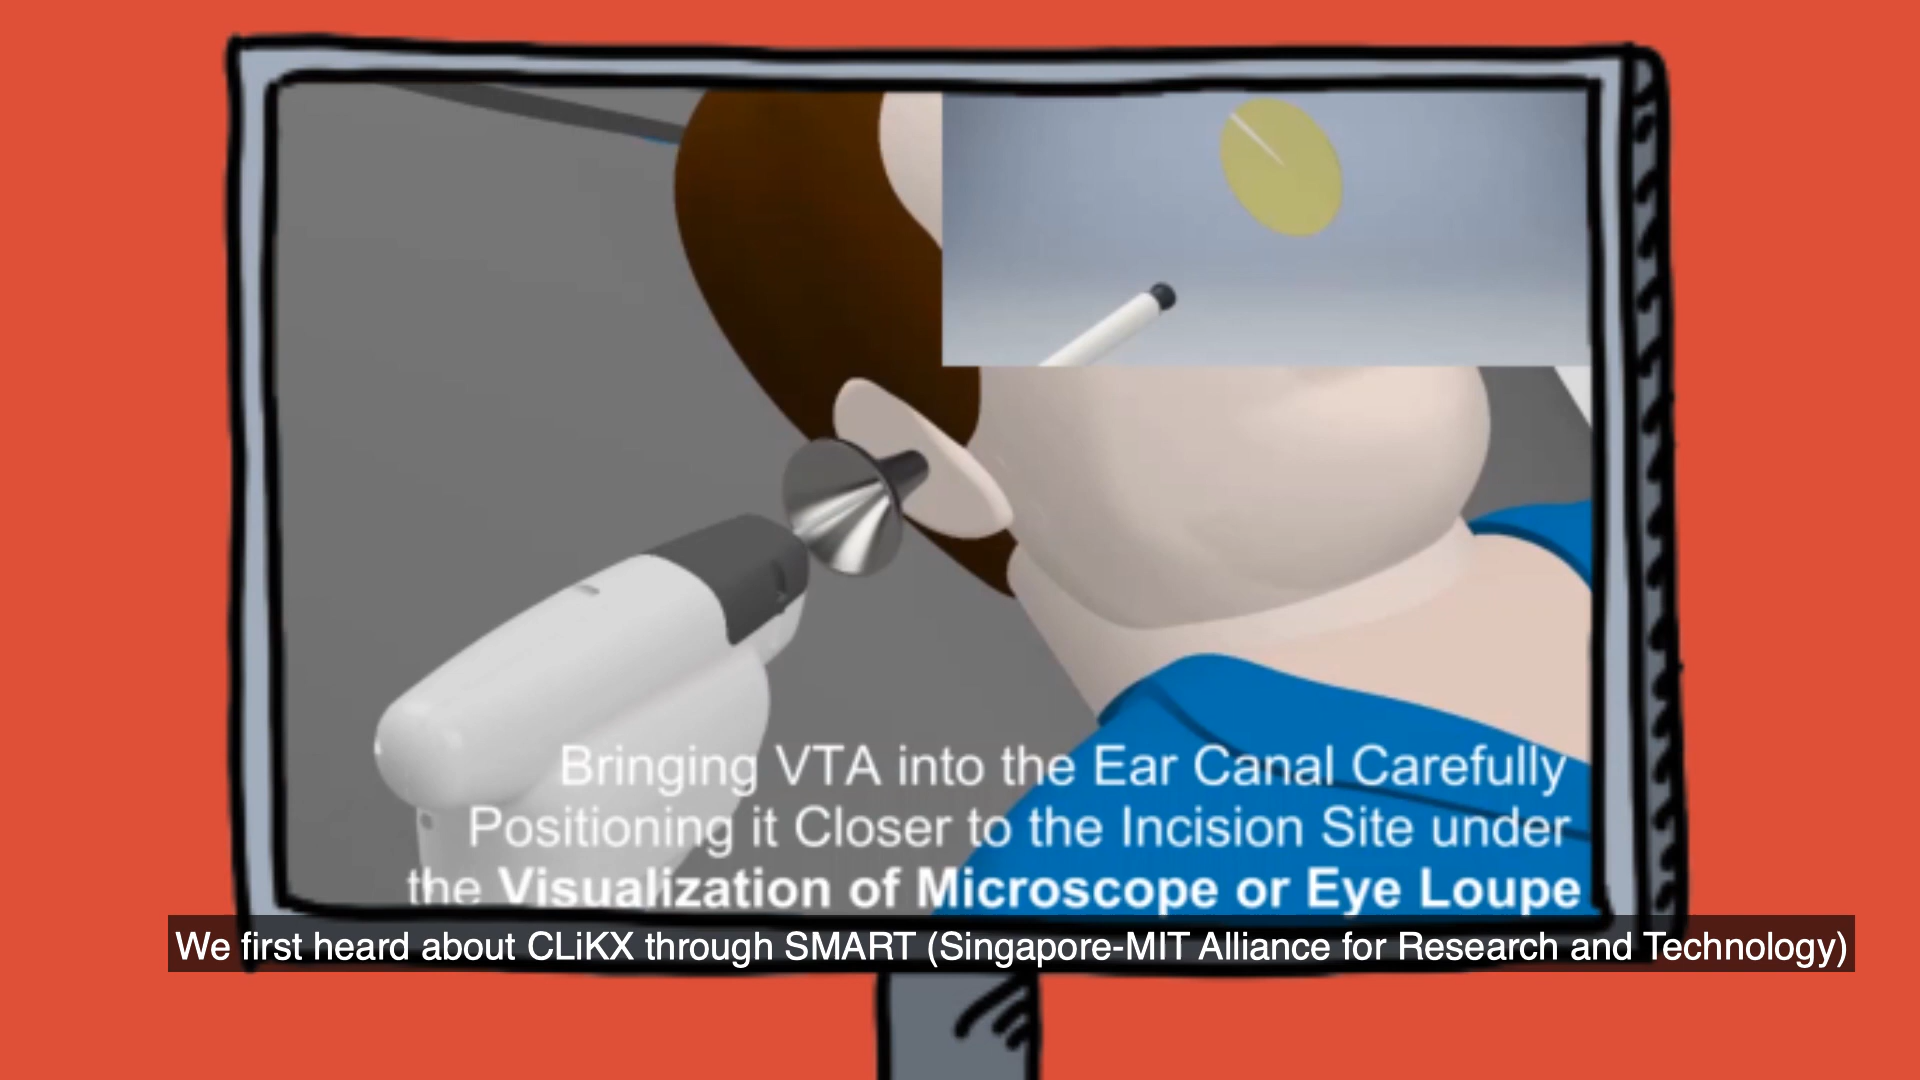 Bringing VTA into the Ear Canal Carefully
Positioning it Closer to the Incision Site under
the Visualization of Microscope or Eye Loupe
We first heard about CLiKX through SMART (Singapore-MIT Alliance for Research and Technology)